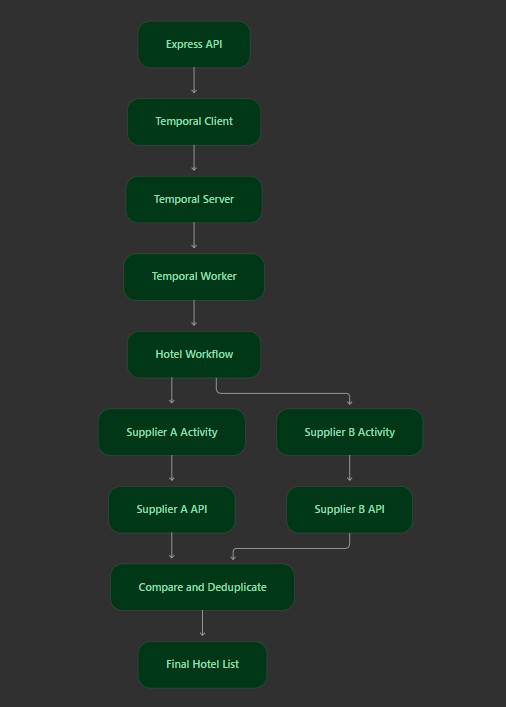 Express API
Temporal Client
Temporal Server
Temporal Worker
Hotel Workflow
Supplier A Activity
Supplier B Activity
Supplier A API
Supplier B API
Compare and Deduplicate
Final Hotel List